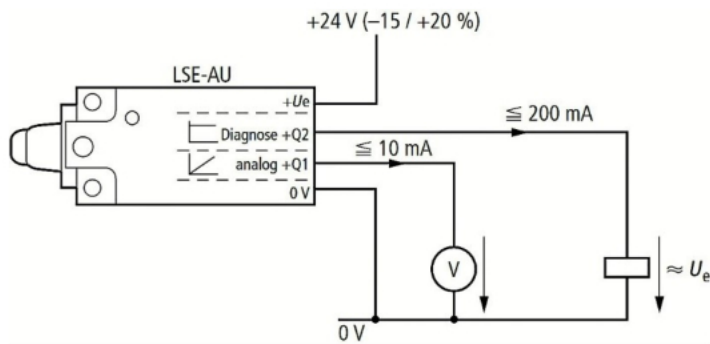 +24 V (–15 / +20 %)
LSE-AU
+Ue
Diagnose +Q2
≦ 200 mA
analog +Q1
≦ 10 mA
0 V
V
≈ Ue
0 V